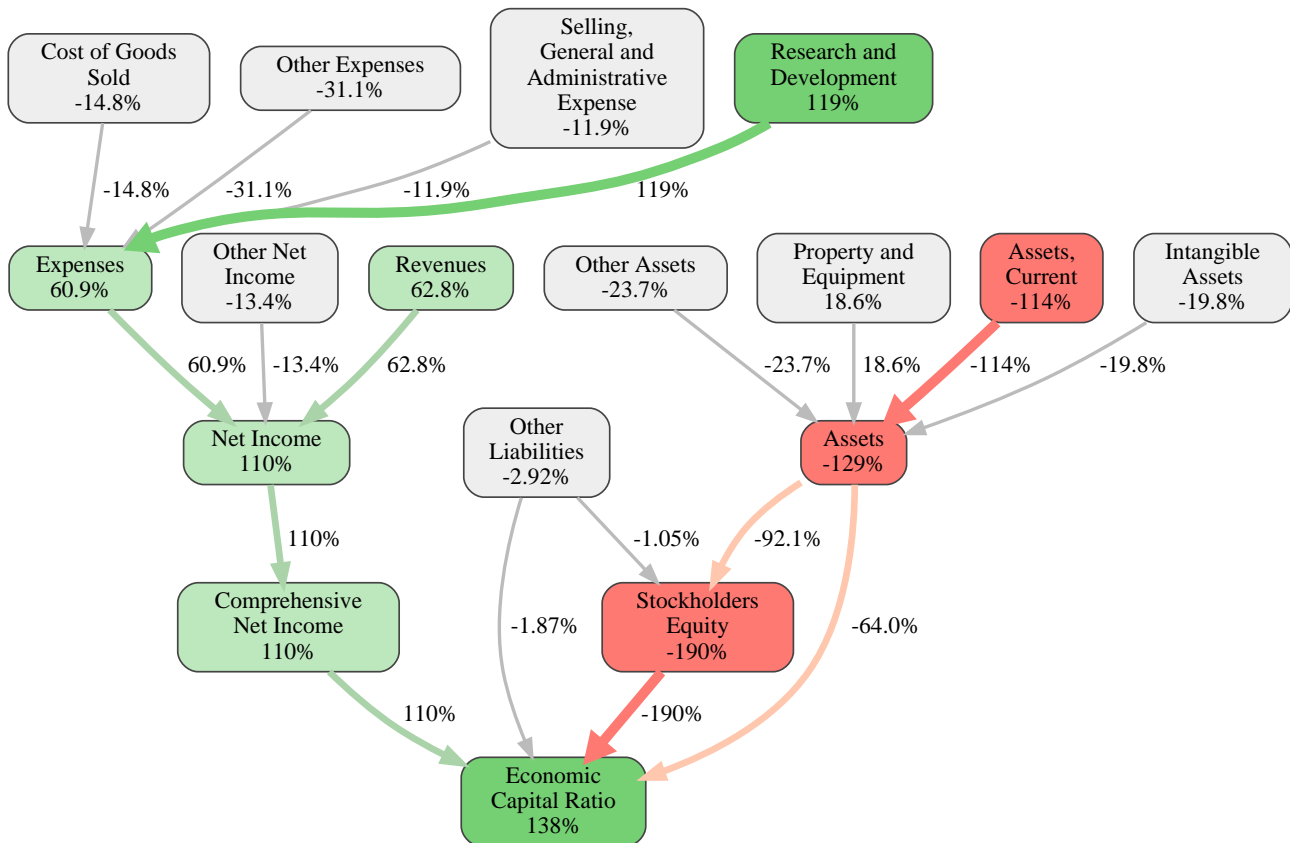 Cost of Goods
Sold
-14.8%
Other Expenses
-31.1%
Selling,
General and
Administrative
Expense
-11.9%
Research and
Development
119%
-14.8%
-31.1%
-11.9%
119%
Expenses
60.9%
Other Net
Income
-13.4%
Revenues
62.8%
Other Assets
-23.7%
Property and
Equipment
18.6%
Assets,
Current
-114%
Intangible
Assets
-19.8%
60.9%
-13.4%
62.8%
-23.7%
18.6%
-114%
-19.8%
Net Income
110%
Other
Liabilities
-2.92%
Assets
-129%
110%
-1.05%
-92.1%
Comprehensive
Net Income
110%
-1.87%
Stockholders
Equity
-190%
-64.0%
110%
-190%
Economic
Capital Ratio
138%